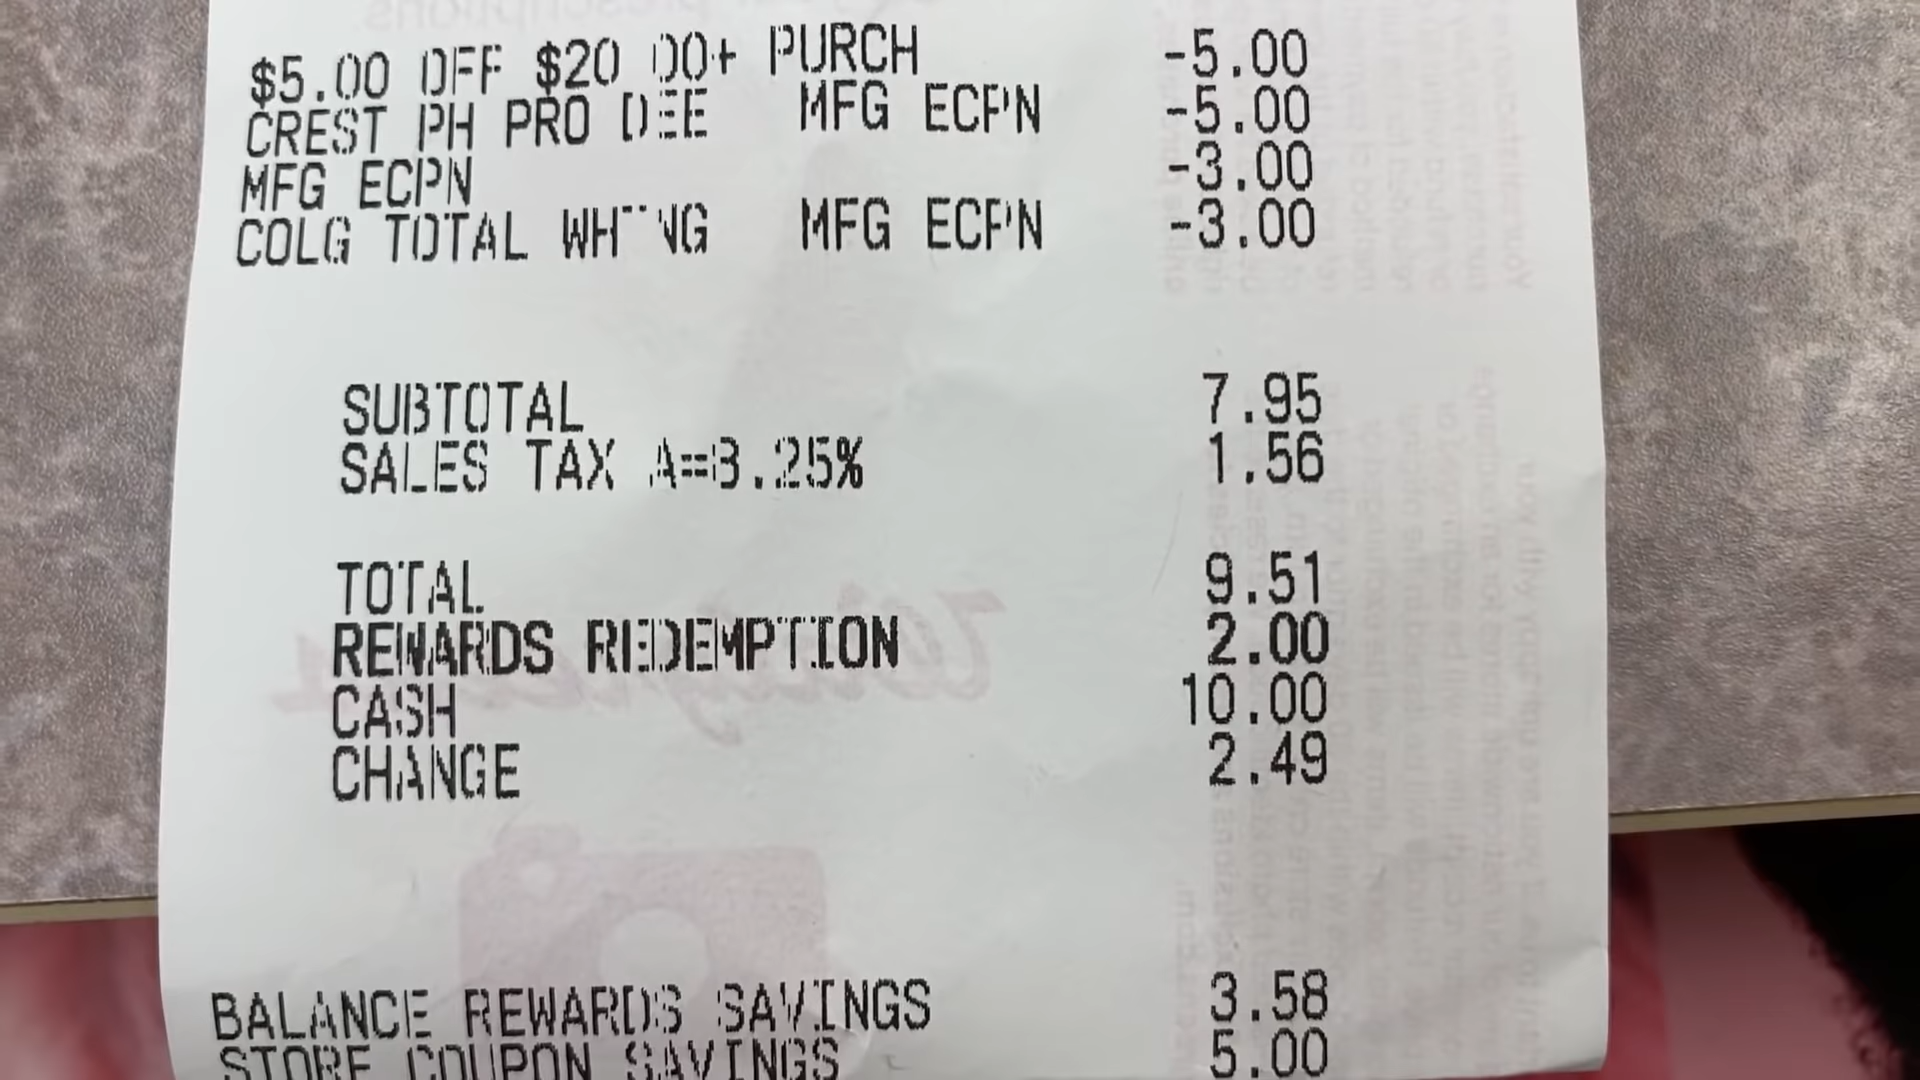 $5.00 OFF $20.00+ PURCH -5.00
CREST PH PRO DEE MFG ECPN -5.00
MFG ECPN -3.00
COLG TOTAL WHTNG MFG ECPN -3.00
SUBTOTAL 7.95
SALES TAX A=8.25% 1.56
TOTAL 9.51
REWARDS REDEMPTION 2.00
CASH 10.00
CHANGE 2.49
BALANCE REWARDS SAVINGS 3.58
STORE COUPON SAVINGS 5.00